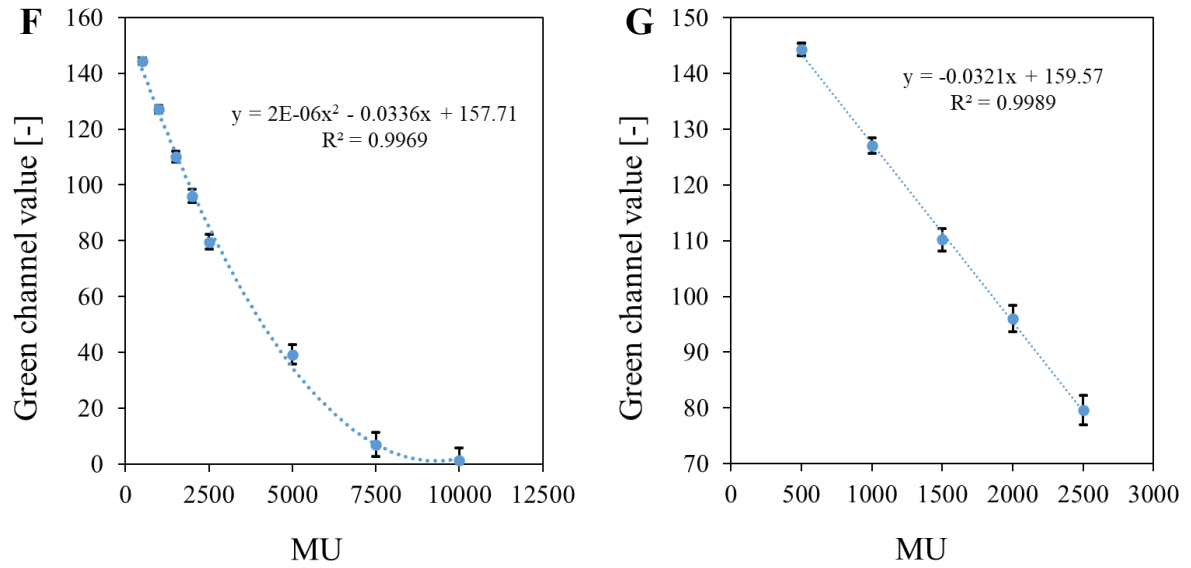 F
160
140
120
100
80
60
40
20
0
Green channel value [-]
y = 2E-06x² - 0.0336x + 157.71
R² = 0.9969
0 2500 5000 7500 10000 12500
MU
G
150
140
130
120
110
100
90
80
70
Green channel value [-]
y = -0.0321x + 159.57
R² = 0.9989
0 500 1000 1500 2000 2500 3000
MU